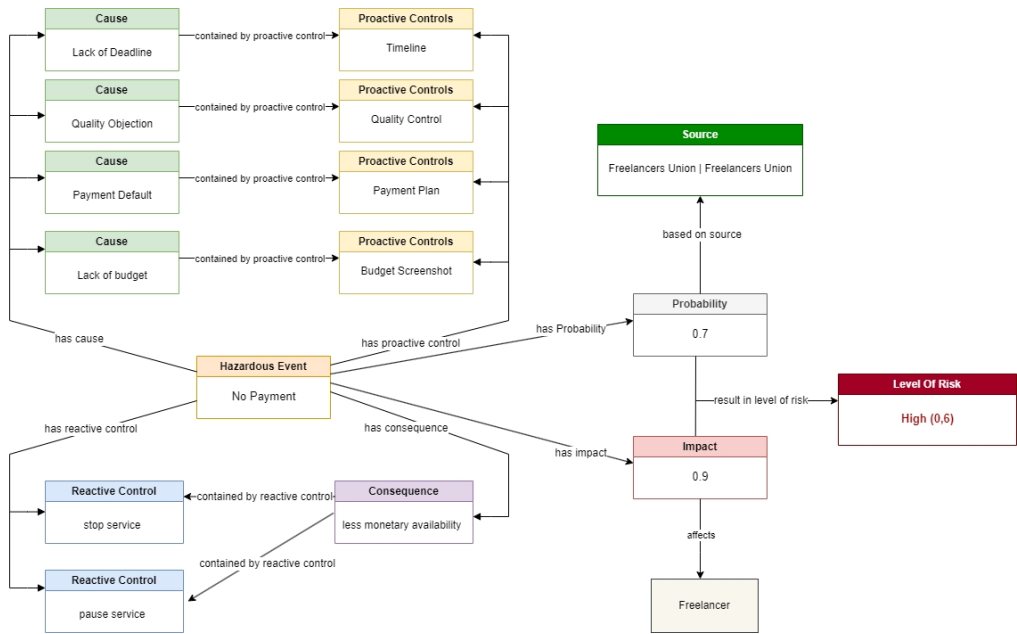 Cause
Lack of Deadline
contained by proactive control
Proactive Controls
Timeline
Cause
Quality Objection
contained by proactive control
Proactive Controls
Quality Control
Cause
Payment Default
contained by proactive control
Proactive Controls
Payment Plan
Cause
Lack of budget
contained by proactive control
Proactive Controls
Budget Screenshot
Source
Freelancers Union | Freelancers Union
based on source
Probability
0.7
has Probability
has cause
has proactive control
Hazardous Event
No Payment
Level Of Risk
High (0,6)
result in level of risk
has reactive control
has consequence
has impact
Impact
0.9
Reactive Control
stop service
contained by reactive control
Consequence
less monetary availability
affects
contained by reactive control
Reactive Control
pause service
Freelancer